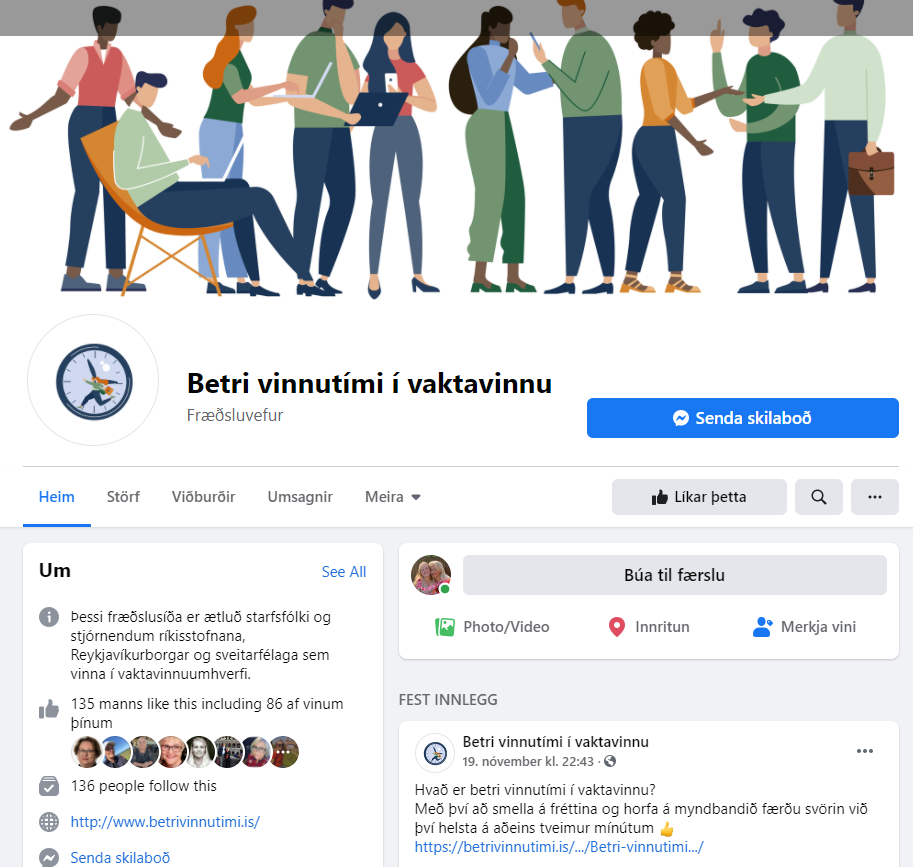 Betri vinnutími í vaktavinnu
Fræðsluvefur
Senda skilaboð
Heim Störf Viðburðir Umsagnir Meira
Líkar þetta
Um
See All
Þessi fræðslusíða er ætluð starfsfólki og
stjórnendum ríkisstofnana,
Reykjavíkurborgar og sveitarfélaga sem
vinna í vaktavinnuumhverfi.
135 manns like this including 86 af vinum
þínum
136 people follow this
http://www.betrivinnutimi.is/
Senda skilaboð
Búa til færslu
Photo/Video Innritun Merkja vini
FEST INNLEGG
Betri vinnutími í vaktavinnu
19. nóvember kl. 22:43 ·
Hvað er betri vinnutími í vaktavinnu?
Með því að smella á fréttina og horfa á myndbandið færðu svörin við
því helsta á aðeins tveimur mínútum 👍
https://betrivinnutimi.is/.../Betri-vinnutimi.../